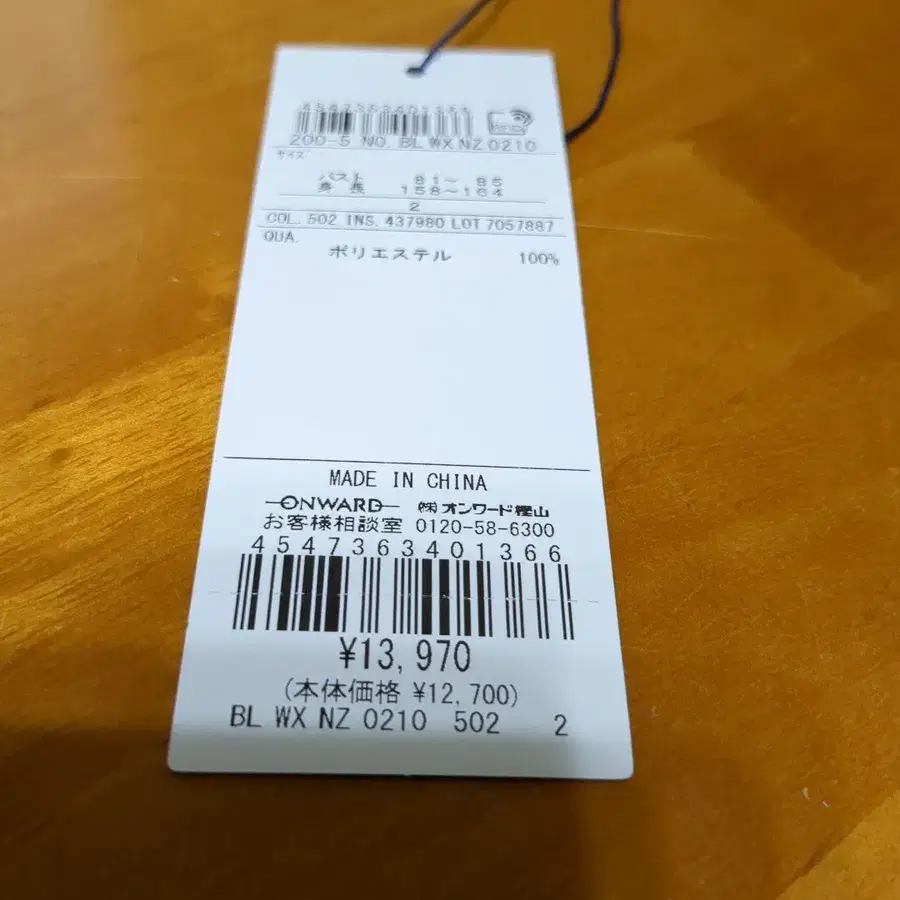 200-5 NO. BL WX NZ 0210
サイズ
バスト 81～ 85
身 長 158～164
2
COL. 502 INS. 437980 LOT 7057887
QUA.
ポリエステル 100%
MADE IN CHINA
ONWARD ㈱オンワード樫山
お客様相談室 0120-58-6300
4547363401366
¥13,970
(本体価格 ¥12,700)
BL WX NZ 0210 502 2